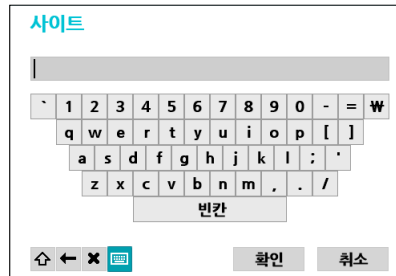 사이트
` 1 2 3 4 5 6 7 8 9 0 - = ₩
q w e r t y u i o p [ ]
a s d f g h j k l ; '
z x c v b n m , . /
빈칸
확인 취소